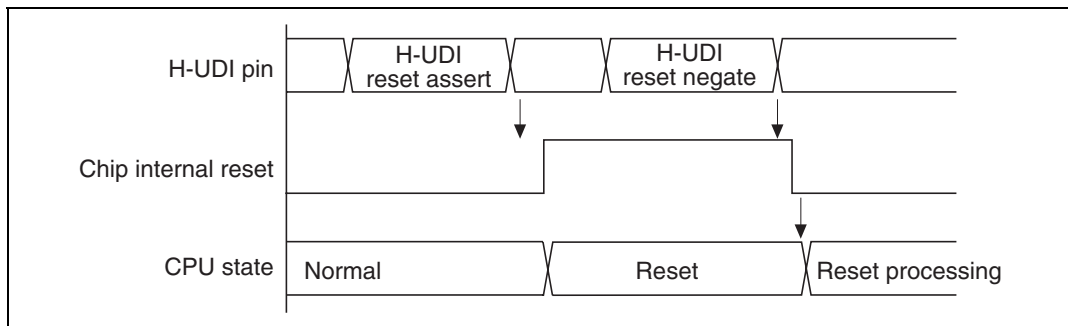 H-UDI pin
H-UDI
reset assert
H-UDI
reset negate
Chip internal reset
CPU state
Normal
Reset
Reset processing